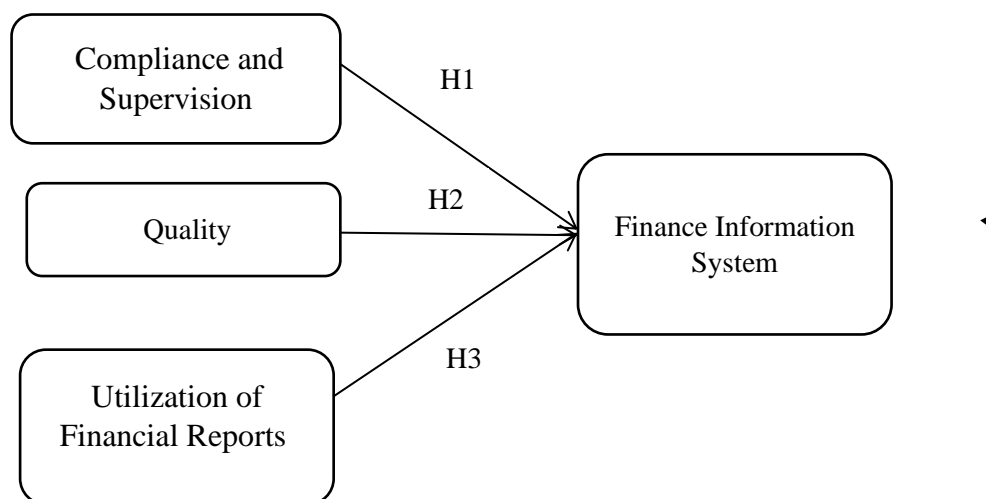 Compliance and
Supervision
H1
H2
Quality
Finance Information
System
H3
Utilization of
Financial Reports